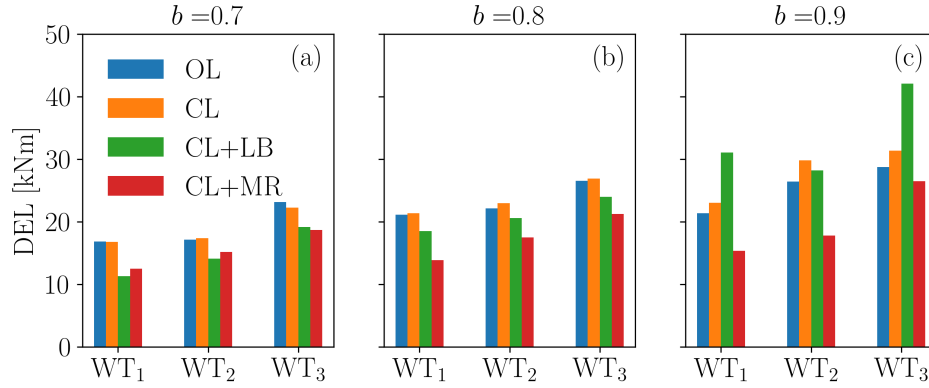 b =0.7
b =0.8
b =0.9
DEL [kNm]
50
40
30
20
10
0
(a)
(b)
(c)
OL
CL
CL+LB
CL+MR
WT₁ WT₂ WT₃
WT₁ WT₂ WT₃
WT₁ WT₂ WT₃